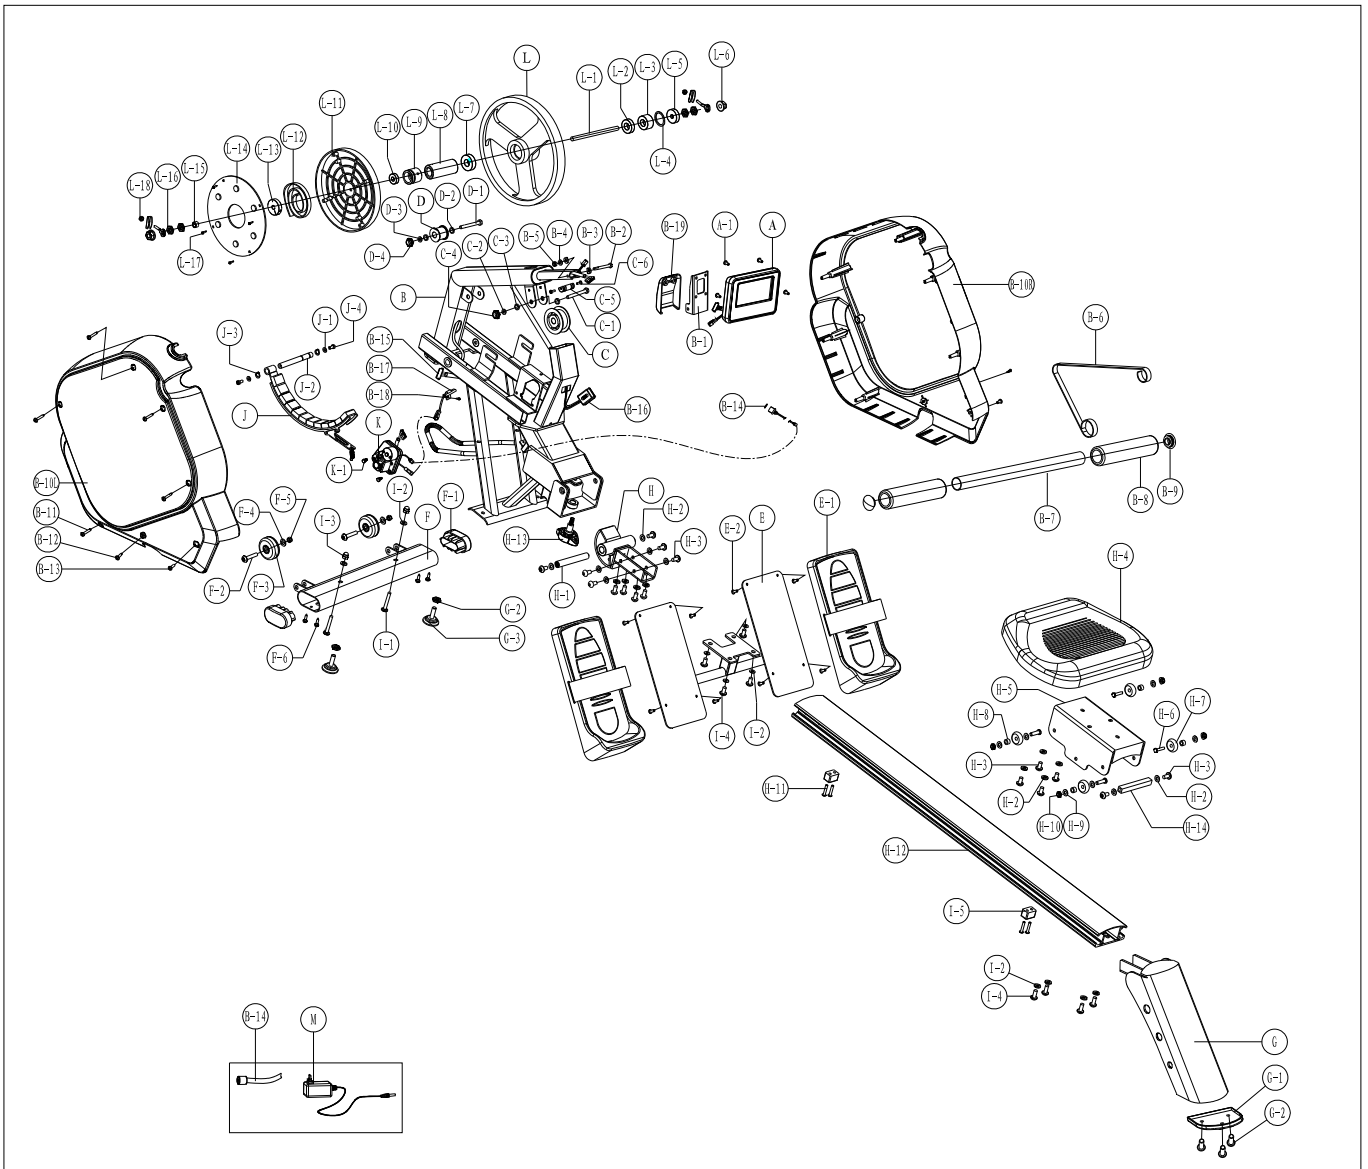 L
L-1
L-2
L-3
L-5
L-6
L-11
L-10
L-9
L-8
L-7
L-4
L-12
L-13
L-14
L-15
L-16
L-18
L-17
D-3
D
D-2
D-1
D-4
C-4
C-2
C-3
B-5
B-4
B-3
B-2
C-6
B-19
A-1
A
B
C-5
C-1
C
B-1
B-10R
B-6
J-3
J-1
J-4
J-2
J
B-15
B-17
B-18
B-16
B-14
K
K-1
B-10L
B-11
B-12
B-13
B-8
B-9
B-7
F-5
F-4
I-3
I-2
F-1
F
H
H-2
H-3
H-13
E-2
E
E-1
H-4
F-2
F-3
H-1
G-2
G-3
I-1
F-6
H-5
H-8
H-6
H-7
I-4
I-2
H-3
H-3
H-2
H-2
H-11
H-10
H-9
H-14
H-12
I-5
I-2
I-4
B-14
M
G
G-1
G-2